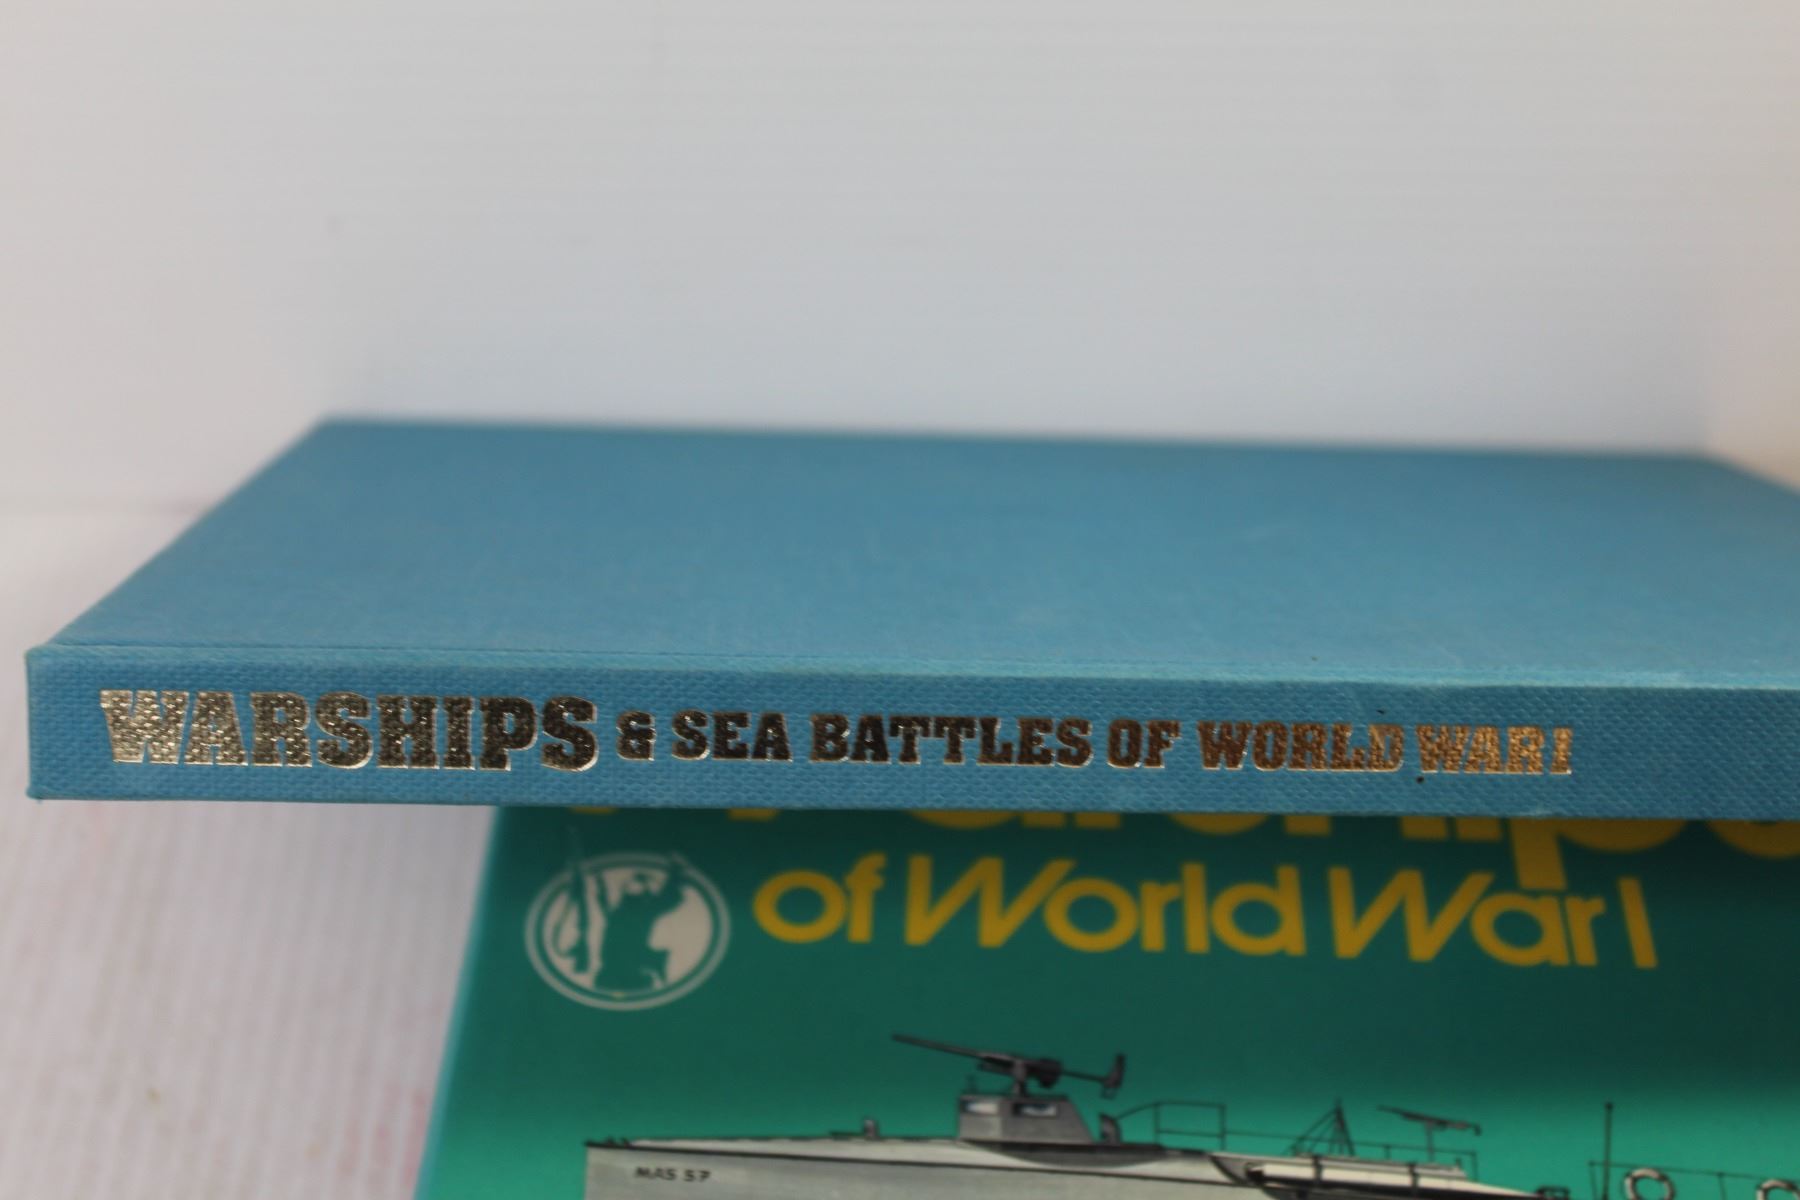 WARSHIPS & SEA BATTLES OF WORLD WAR I
of World War I
MAS 57